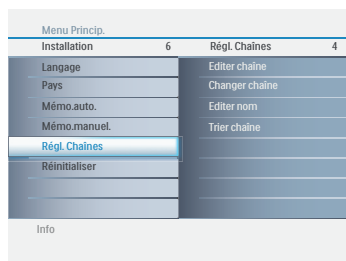 Menu Princip.
Installation 6 Régl. Chaînes 4
Langage Editer chaîne
Pays Changer chaîne
Mémo.auto. Editer nom
Mémo.manuel. Trier chaîne
Régl. Chaînes
Réinitialiser
Info